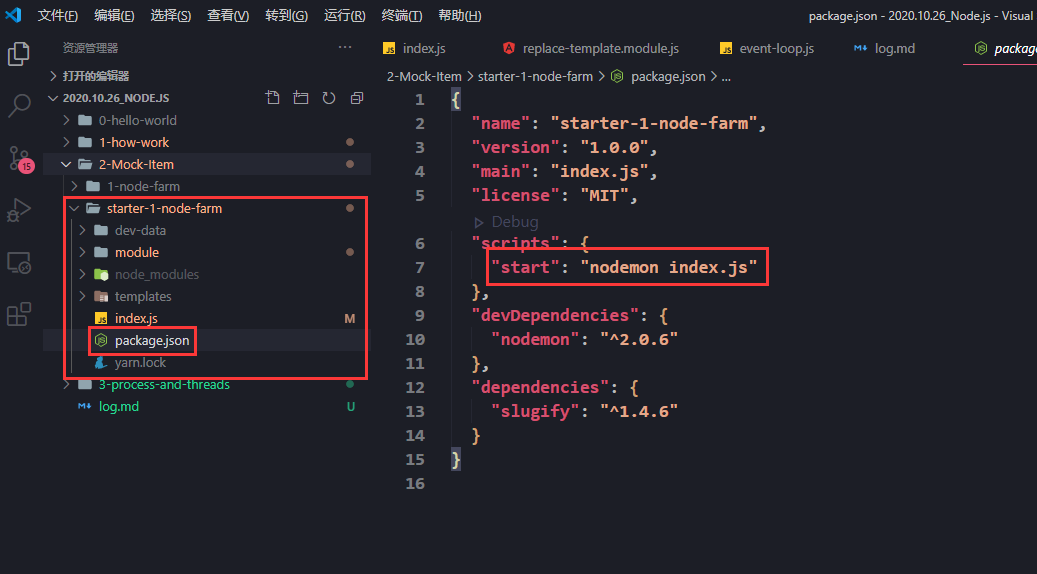 文件(F) 编辑(E) 选择(S) 查看(V) 转到(G) 运行(R) 终端(T) 帮助(H) package.json - 2020.10.26_Node.js - Visual
资源管理器 ···
打开的编辑器
2020.10.26_NODE.JS
0-hello-world
1-how-work
2-Mock-Item
1-node-farm
starter-1-node-farm
dev-data
module
node_modules
templates
JS index.js M
package.json
yarn.lock
3-process-and-threads
M log.md U
15
JS index.js replace-template.module.js JS event-loop.js M log.md packag
2-Mock-Item > starter-1-node-farm > package.json > ...
1 {
2 "name": "starter-1-node-farm",
3 "version": "1.0.0",
4 "main": "index.js",
5 "license": "MIT",
Debug
6 "scripts": {
7 "start": "nodemon index.js"
8 },
9 "devDependencies": {
10 "nodemon": "^2.0.6"
11 },
12 "dependencies": {
13 "slugify": "^1.4.6"
14 }
15 }
16